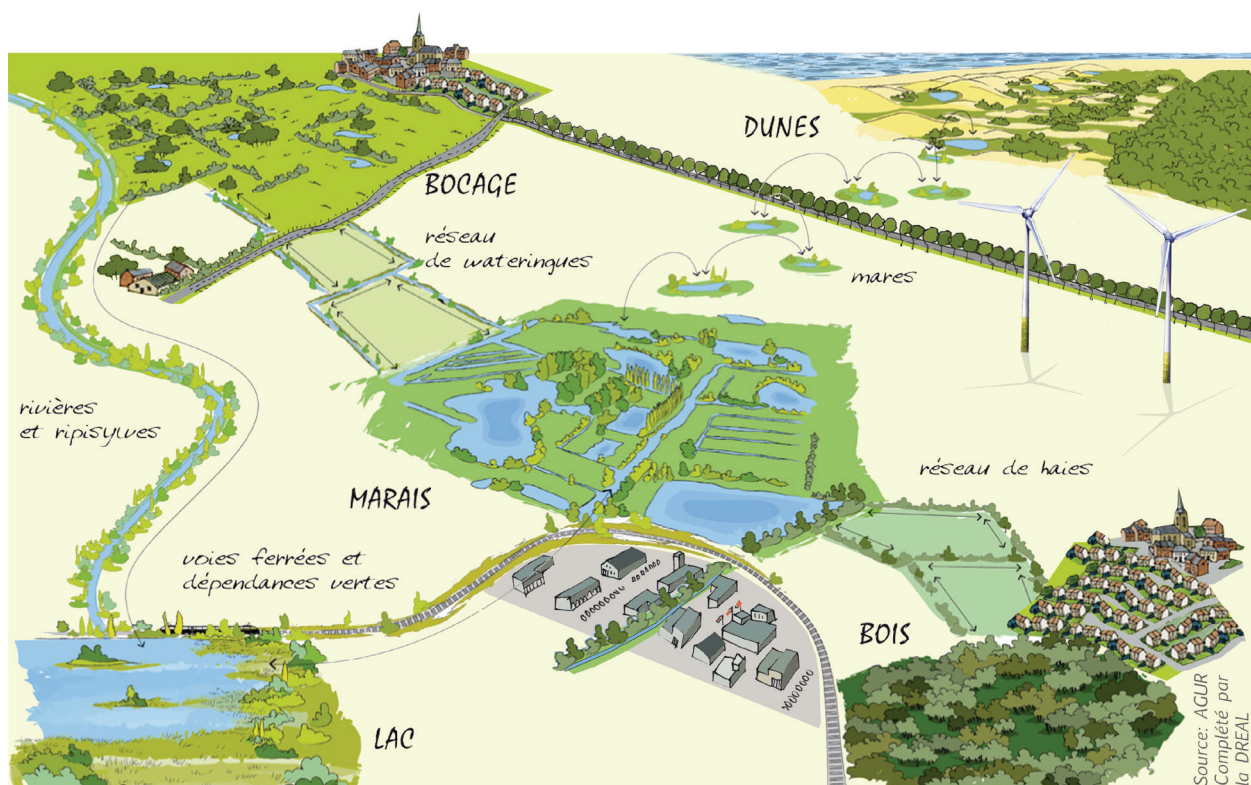 DUNES
BOCAGE
réseau
de wateringues
mares
rivières
et ripisylves
réseau de haies
MARAIS
voies ferrées et
dépendances vertes
BOIS
LAC
Source: AGUR
Complété par
la DREAL